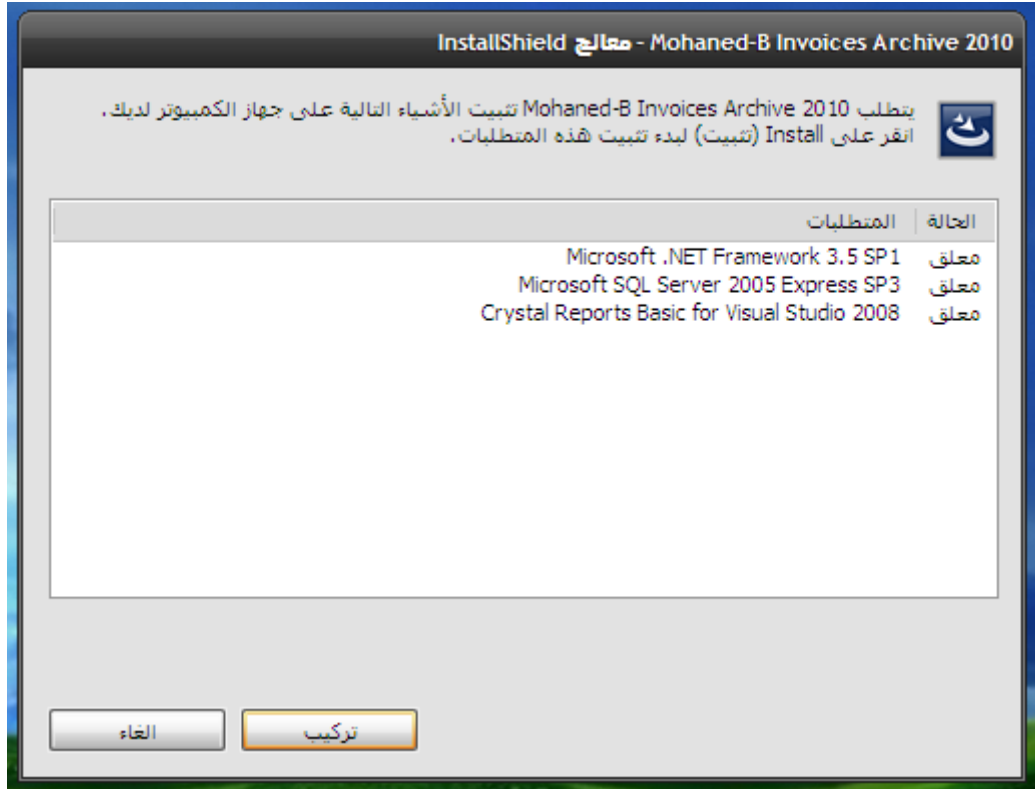 Mohaned-B Invoices Archive 2010 - معالج InstallShield
يتطلب Mohaned-B Invoices Archive 2010 تثبيت الأشياء التالية على جهاز الكمبيوتر لديك.
انقر على Install (تثبيت) لبدء تثبيت هذه المتطلبات.
الحالة المتطلبات
معلق Microsoft .NET Framework 3.5 SP1
معلق Microsoft SQL Server 2005 Express SP3
معلق Crystal Reports Basic for Visual Studio 2008
تركيب الغاء